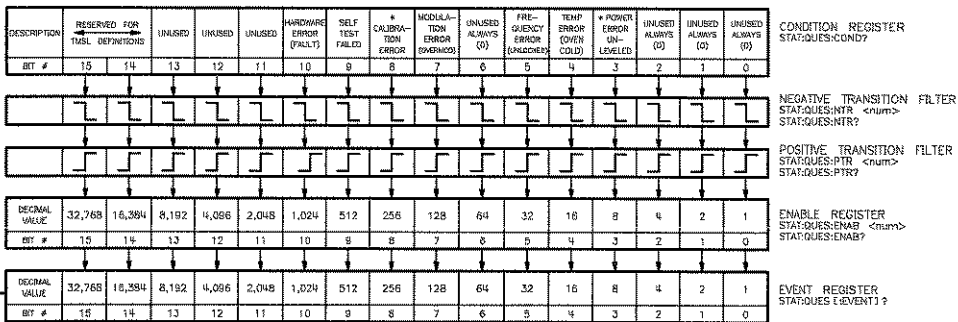 DESCRIPTION RESERVED FOR TMSL DEFINITIONS UNUSED UNUSED UNUSED HARDWARE ERROR (FAULT) SELF TEST FAILED * CALIBRA- TION ERROR MODULA- TION ERROR (OVERMOD) UNUSED ALWAYS (0) FRE- QUENCY ERROR (UNLOCKED) TEMP ERROR (OVEN COLD) * POWER ERROR UN- LEVELED UNUSED ALWAYS (0) UNUSED ALWAYS (0) UNUSED ALWAYS (0)
CONDITION REGISTER
STAT:QUES:COND?
BIT # 15 14 13 12 11 10 9 8 7 6 5 4 3 2 1 0
NEGATIVE TRANSITION FILTER
STAT:QUES:NTR <num>
STAT:QUES:NTR?
POSITIVE TRANSITION FILTER
STAT:QUES:PTR <num>
STAT:QUES:PTR?
DECIMAL VALUE 32,768 16,384 8,192 4,096 2,048 1,024 512 256 128 64 32 16 8 4 2 1
ENABLE REGISTER
STAT:QUES:ENAB <num>
STAT:QUES:ENAB?
BIT # 15 14 13 12 11 10 9 8 7 6 5 4 3 2 1 0
DECIMAL VALUE 32,768 16,384 8,192 4,096 2,048 1,024 512 256 128 64 32 16 8 4 2 1
EVENT REGISTER
STAT:QUES [:EVENT] ?
BIT # 15 14 13 12 11 10 9 8 7 6 5 4 3 2 1 0